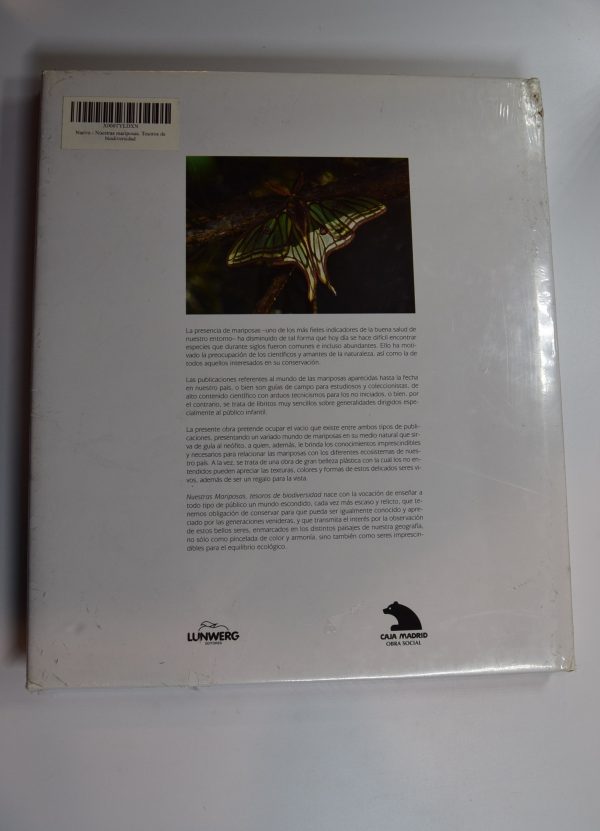 X0007YLDXN
Nuevo - Nuestras mariposas. Tesoros de
biodiversidad
La presencia de mariposas –uno de los más fieles indicadores de la buena salud de
nuestro entorno– ha disminuido de tal forma que hoy día se hace difícil encontrar
especies que durante siglos fueron comunes e incluso abundantes. Ello ha moti-
vado la preocupación de los científicos y amantes de la naturaleza, así como la de
todos aquellos interesados en su conservación.
Las publicaciones referentes al mundo de las mariposas aparecidas hasta la fecha
en nuestro país, o bien son guías de campo para estudiosos y coleccionistas, de
alto contenido científico con arduos tecnicismos para los no iniciados, o bien, por
el contrario, se trata de libritos muy sencillos sobre generalidades dirigidos espe-
cialmente al público infantil.
La presente obra pretende ocupar el vacío que existe entre ambos tipos de publi-
caciones, presentando un variado mundo de mariposas en su medio natural que sir-
va de guía al neófito, a quien, además, le brinda los conocimientos imprescindibles
y necesarios para relacionar las mariposas con los diferentes ecosistemas de nues-
tro país. A la vez, se trata de una obra de gran belleza plástica con la cual los no en-
tendidos pueden apreciar las texturas, colores y formas de estos delicados seres vi-
vos, además de ser un regalo para la vista.
Nuestras Mariposas, tesoros de biodiversidad nace con la vocación de enseñar a
todo tipo de público un mundo escondido, cada vez más escaso y relicto, que te-
nemos obligación de conservar para que pueda ser igualmente conocido y apre-
ciado por las generaciones venideras, y que transmita el interés por la observación
de estos bellos seres, enmarcados en los distintos paisajes de nuestra geografía,
no sólo como pincelada de color y armonía, sino también como seres imprescin-
dibles para el equilibrio ecológico.
LUNWERG
EDITORES
CAJA MADRID
OBRA SOCIAL